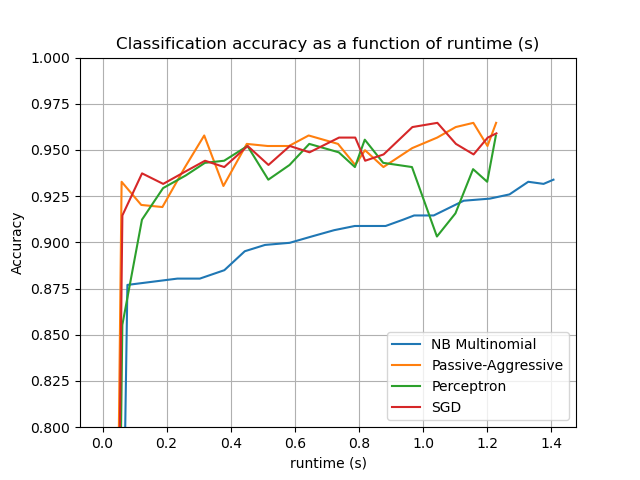 Classification accuracy as a function of runtime (s)
1.000
0.975
0.950
0.925
0.900
0.875
0.850
0.825
0.800
Accuracy
NB Multinomial
Passive-Aggressive
Perceptron
SGD
0.0 0.2 0.4 0.6 0.8 1.0 1.2 1.4
runtime (s)